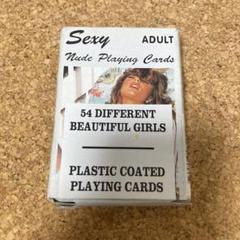 Sexy ADULT
Nude Playing Cards
54 DIFFERENT
BEAUTIFUL GIRLS
PLASTIC COATED
PLAYING CARDS